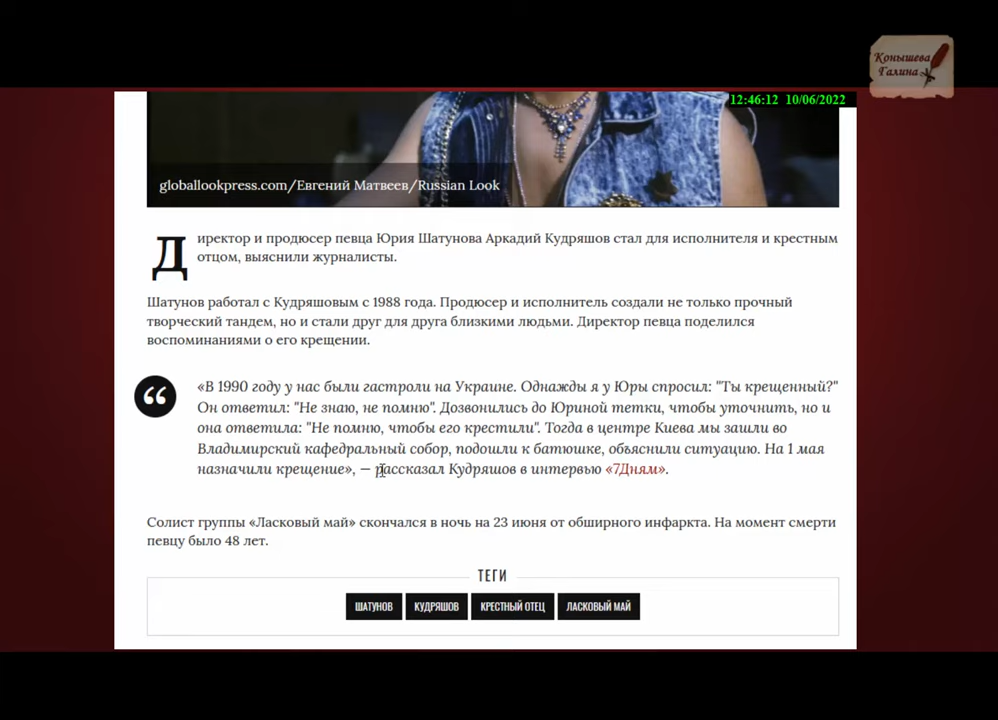 Конышева
Галина
12:46:12 10/06/2022
globallookpress.com/Евгений Матвеев/Russian Look
Директор и продюсер певца Юрия Шатунова Аркадий Кудряшов стал для исполнителя и крестным
отцом, выяснили журналисты.
Шатунов работал с Кудряшовым с 1988 года. Продюсер и исполнитель создали не только прочный
творческий тандем, но и стали друг для друга близкими людьми. Директор певца поделился
воспоминаниями о его крещении.
«В 1990 году у нас были гастроли на Украине. Однажды я у Юры спросил: "Ты крещенный?"
Он ответил: "Не знаю, не помню". Дозвонились до Юриной тетки, чтобы уточнить, но и
она ответила: "Не помню, чтобы его крестили". Тогда в центре Киева мы зашли во
Владимирский кафедральный собор, подошли к батюшке, объяснили ситуацию. На 1 мая
назначили крещение», — рассказал Кудряшов в интервью «7Дням».
Солист группы «Ласковый май» скончался в ночь на 23 июня от обширного инфаркта. На момент смерти
певцу было 48 лет.
ТЕГИ
ШАТУНОВ КУДРЯШОВ КРЕСТНЫЙ ОТЕЦ ЛАСКОВЫЙ МАЙ